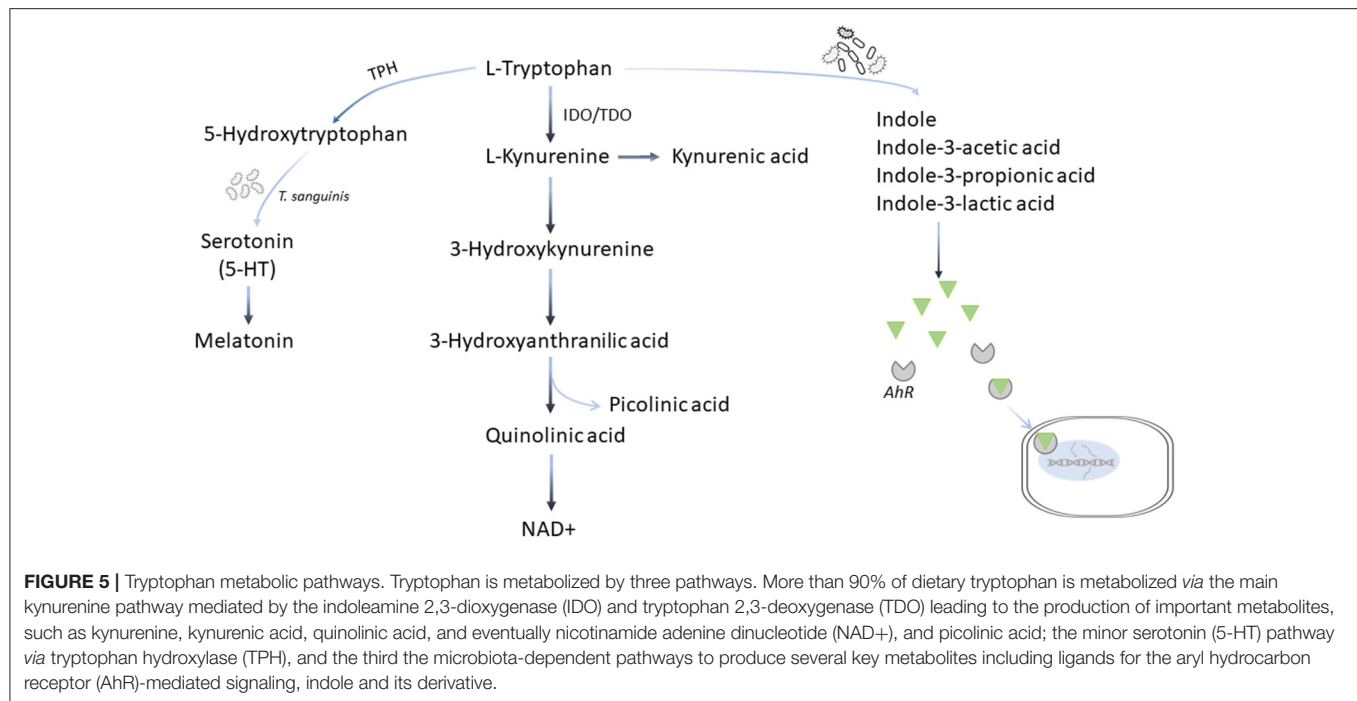 TPH
L-Tryptophan
IDO/TDO
5-Hydroxytryptophan
T. sanguinis
Serotonin
(5-HT)
Melatonin
L-Kynurenine
Kynurenic acid
3-Hydroxykynurenine
3-Hydroxyanthranilic acid
Picolinic acid
Quinolinic acid
NAD+
Indole
Indole-3-acetic acid
Indole-3-propionic acid
Indole-3-lactic acid
AhR
FIGURE 5 | Tryptophan metabolic pathways. Tryptophan is metabolized by three pathways. More than 90% of dietary tryptophan is metabolized via the main
kynurenine pathway mediated by the indoleamine 2,3-dioxygenase (IDO) and tryptophan 2,3-deoxygenase (TDO) leading to the production of important metabolites,
such as kynurenine, kynurenic acid, quinolinic acid, and eventually nicotinamide adenine dinucleotide (NAD+), and picolinic acid; the minor serotonin (5-HT) pathway
via tryptophan hydroxylase (TPH), and the third the microbiota-dependent pathways to produce several key metabolites including ligands for the aryl hydrocarbon
receptor (AhR)-mediated signaling, indole and its derivative.